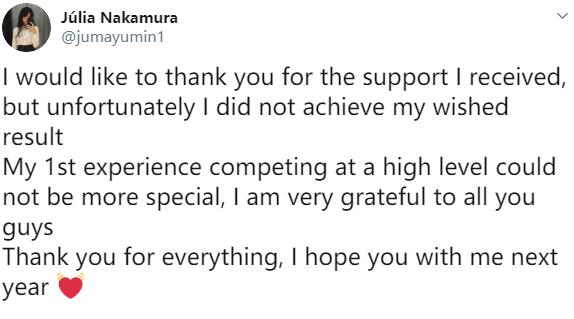 Júlia Nakamura
@jumayumin1
I would like to thank you for the support I received,
but unfortunately I did not achieve my wished
result
My 1st experience competing at a high level could
not be more special, I am very grateful to all you
guys
Thank you for everything, I hope you with me next
year 💓